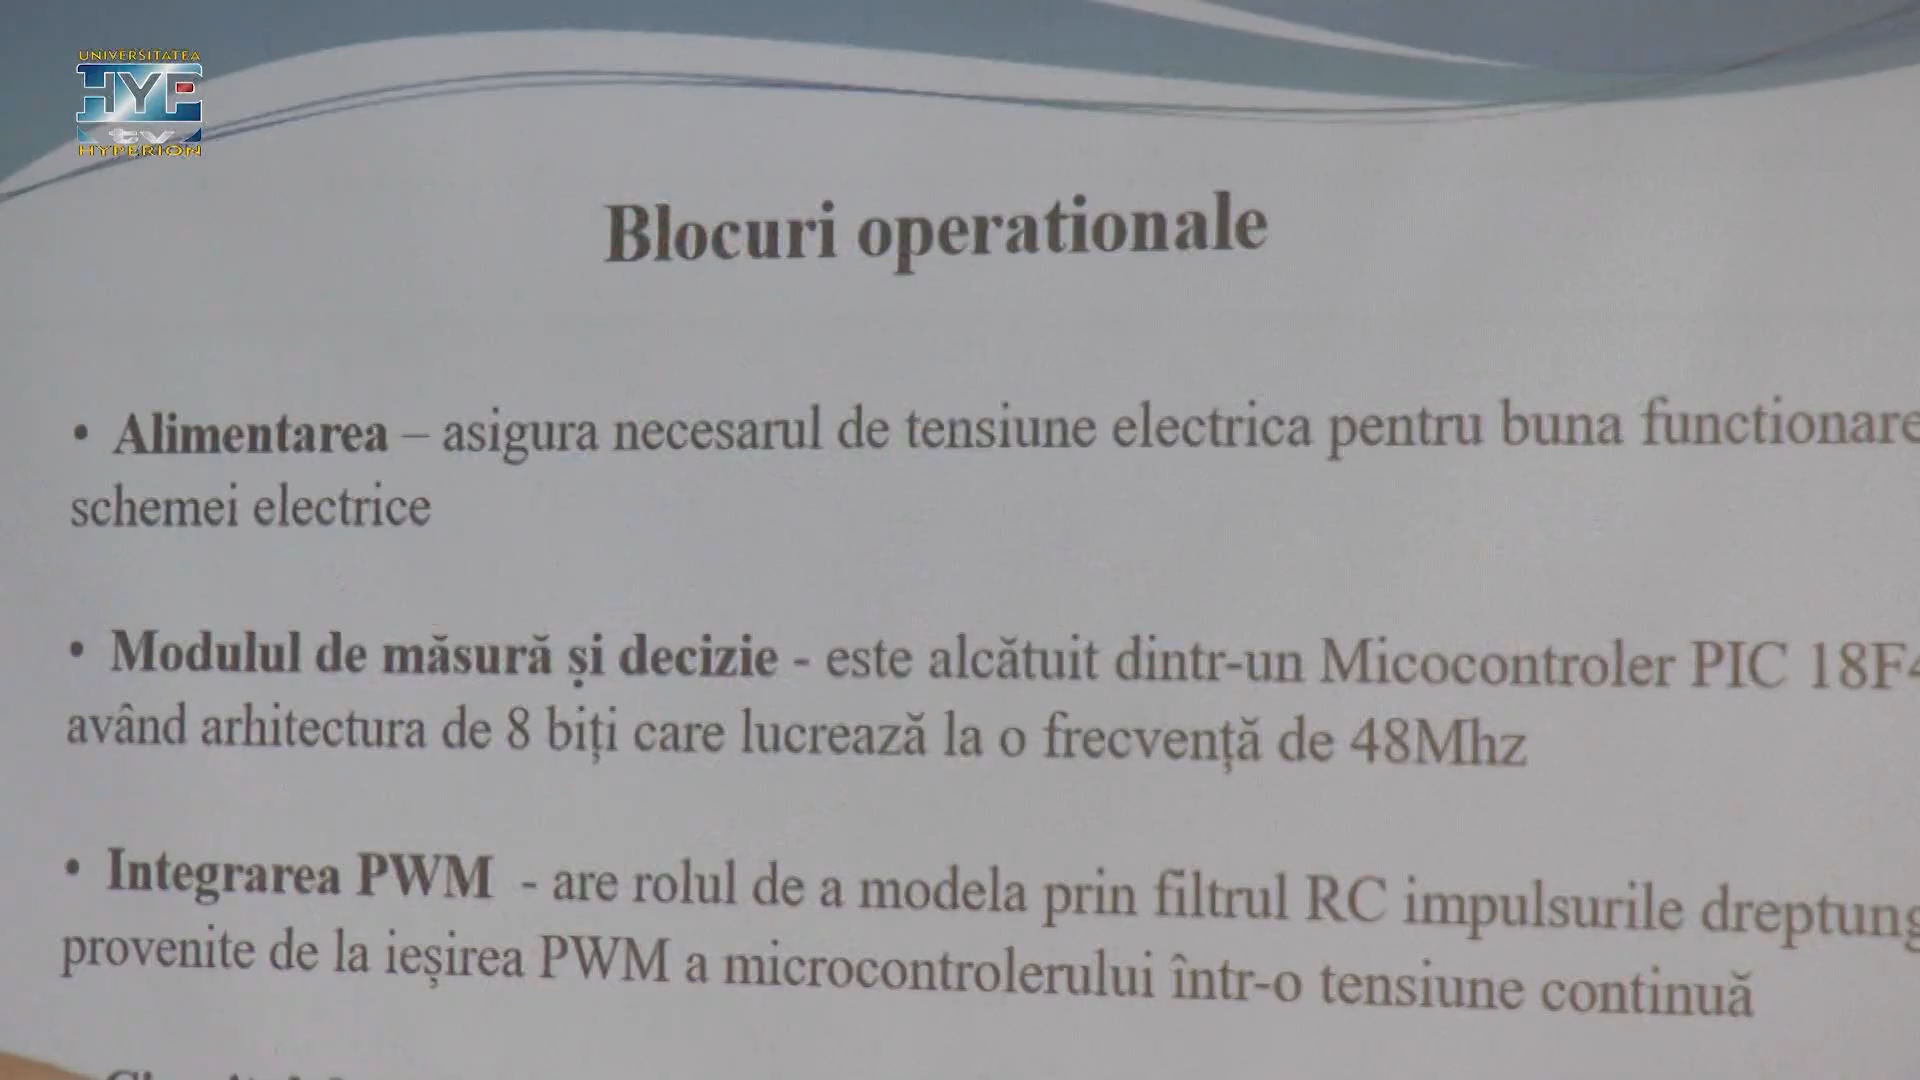 UNIVERSITATEA
HYP
tv
HYPERION
Blocuri operationale
• Alimentarea – asigura necesarul de tensiune electrica pentru buna functionare
schemei electrice
• Modulul de măsură și decizie - este alcătuit dintr-un Micocontroler PIC 18F4
având arhitectura de 8 biți care lucrează la o frecvență de 48Mhz
• Integrarea PWM - are rolul de a modela prin filtrul RC impulsurile dreptung
provenite de la ieșirea PWM a microcontrolerului într-o tensiune continuă